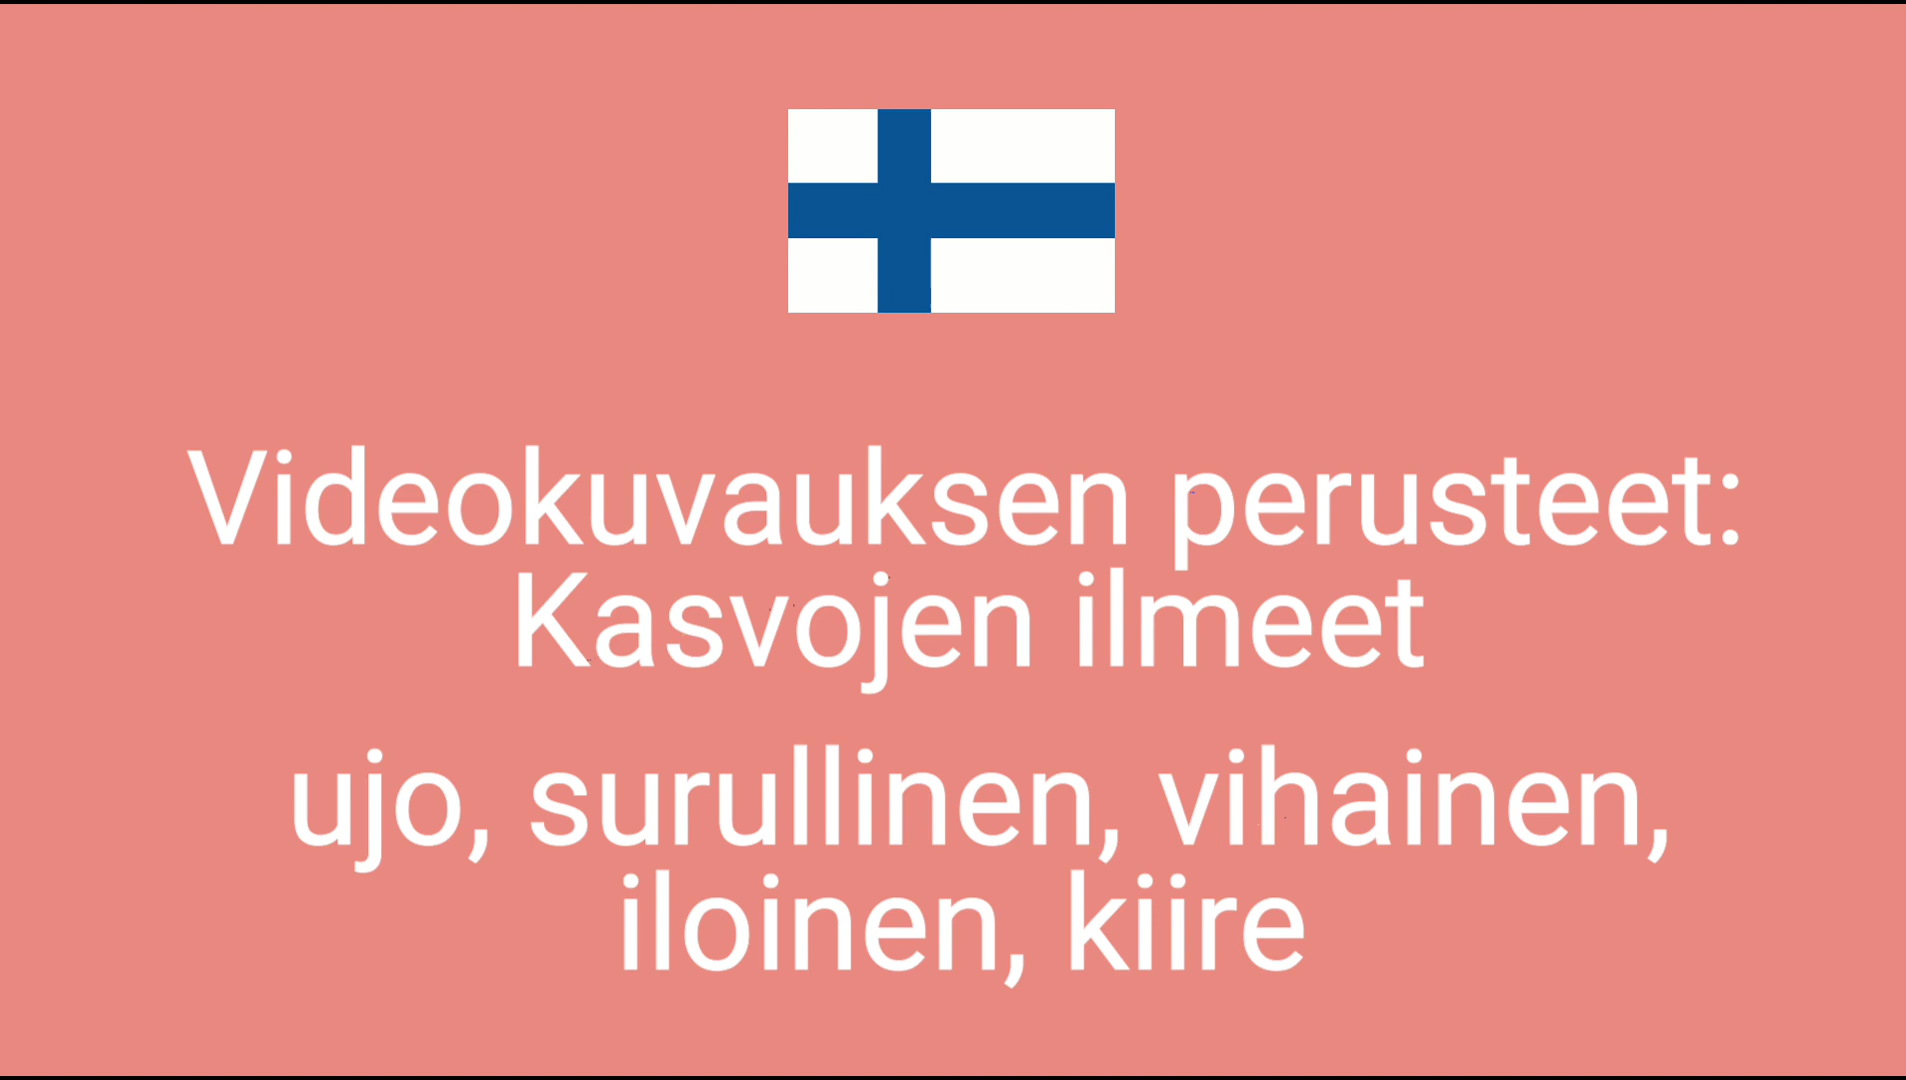 Videokuvauksen perusteet:
Kasvojen ilmeet
ujo, surullinen, vihainen,
iloinen, kiire